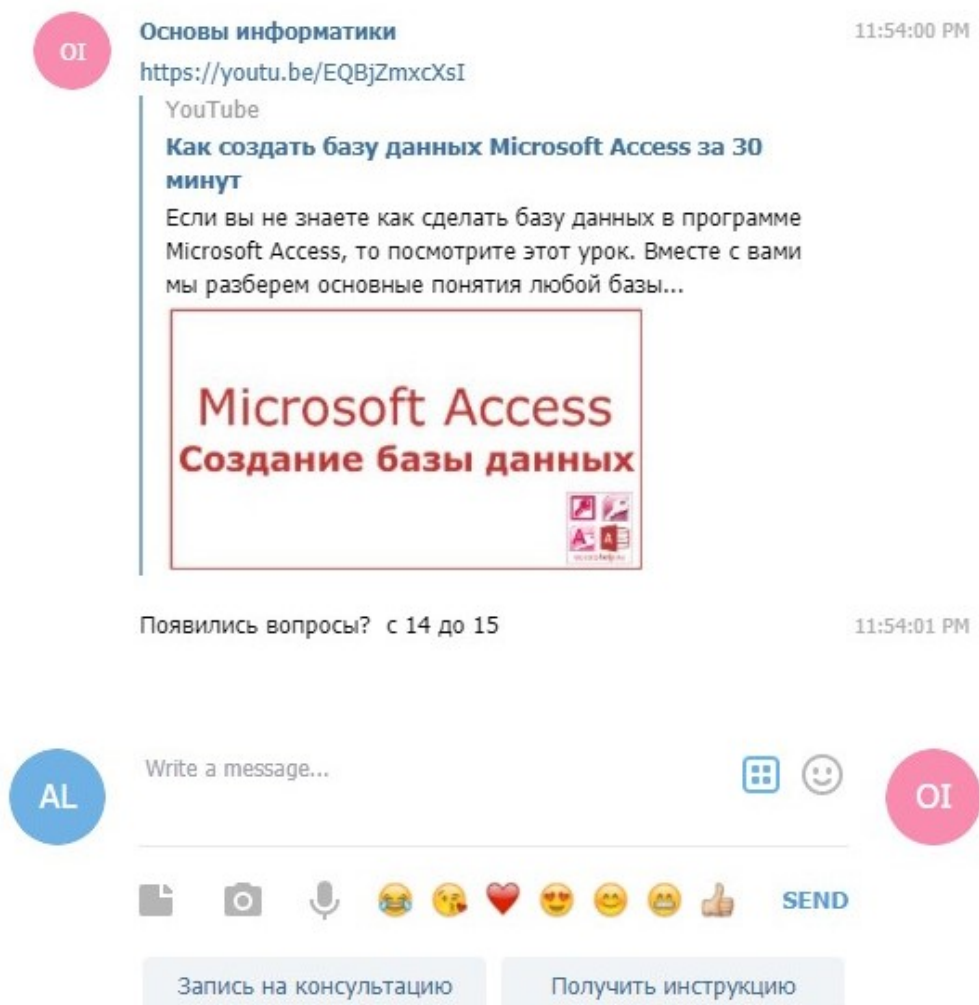 OI
Основы информатики
11:54:00 PM
https://youtu.be/EQBjZmxcXsI
YouTube
Как создать базу данных Microsoft Access за 30
минут
Если вы не знаете как сделать базу данных в программе
Microsoft Access, то посмотрите этот урок. Вместе с вами
мы разберем основные понятия любой базы...
Microsoft Access
Создание базы данных
Появились вопросы? с 14 до 15
11:54:01 PM
AL
Write a message...
OI
SEND
Запись на консультацию
Получить инструкцию